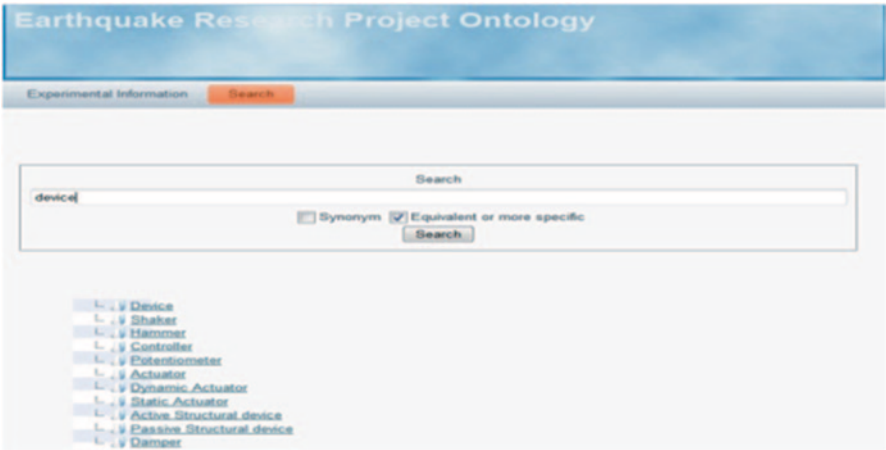 Earthquake Research Project Ontology
Experimental Information Search
Search
device
Synonym Equivalent or more specific
Search
Device
Shaker
Hammer
Controller
Potentiometer
Actuator
Dynamic Actuator
Static Actuator
Active Structural device
Passive Structural device
Damper